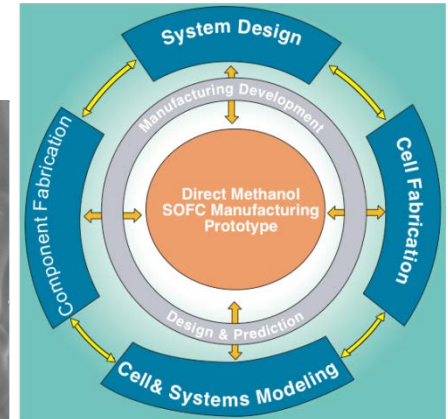 System Design
Manufacturing Development
Component Fabrication
Direct Methanol
SOFC Manufacturing
Prototype
Cell Fabrication
Design & Prediction
Cell& Systems Modeling